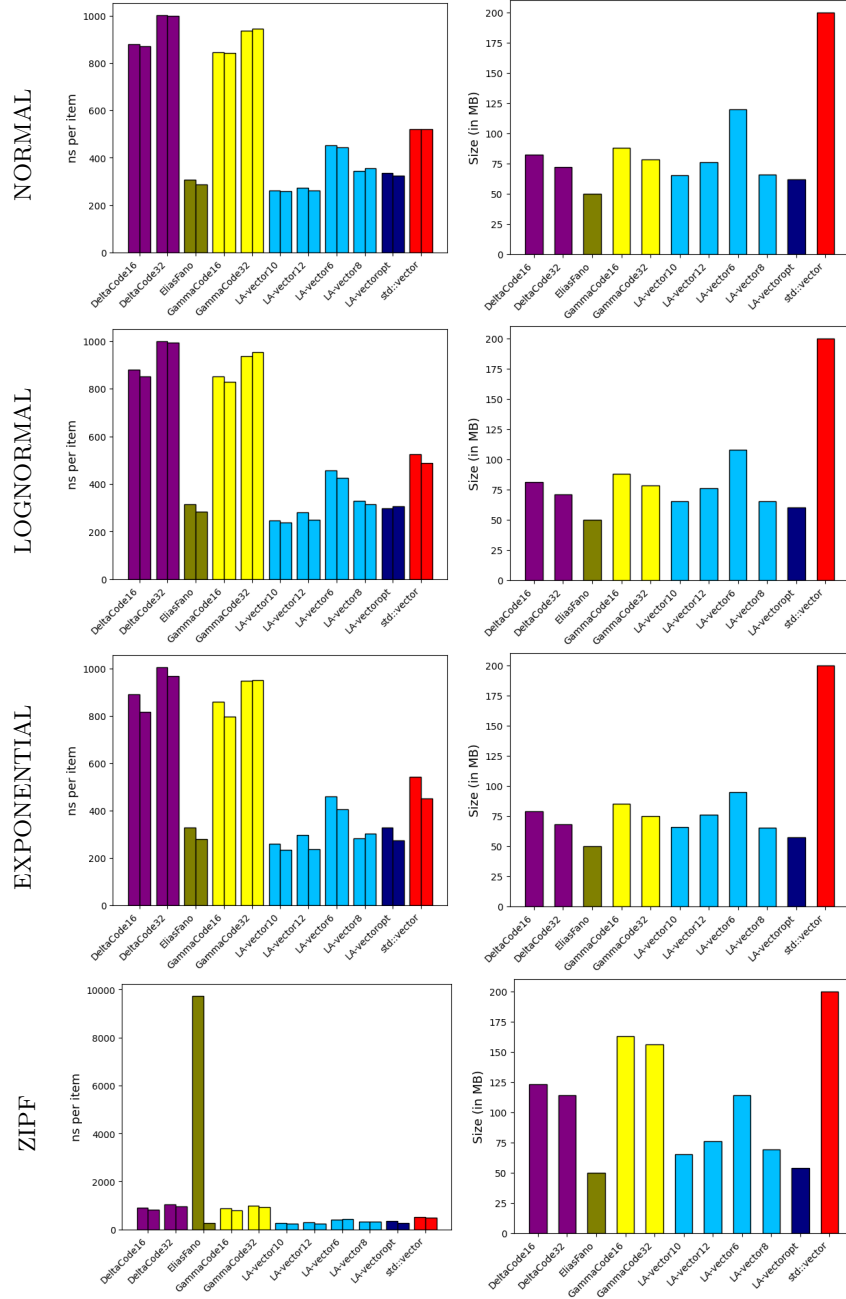 NORMAL
ns per item
1000
800
600
400
200
0
DeltaCode16
DeltaCode32
EliasFano
GammaCode16
GammaCode32
LA-vector10
LA-vector12
LA-vector6
LA-vector8
LA-vectoropt
std::vector
Size (in MB)
200
175
150
125
100
75
50
25
0
DeltaCode16
DeltaCode32
EliasFano
GammaCode16
GammaCode32
LA-vector10
LA-vector12
LA-vector6
LA-vector8
LA-vectoropt
std::vector
LOGNORMAL
ns per item
1000
800
600
400
200
0
DeltaCode16
DeltaCode32
EliasFano
GammaCode16
GammaCode32
LA-vector10
LA-vector12
LA-vector6
LA-vector8
LA-vectoropt
std::vector
Size (in MB)
200
175
150
125
100
75
50
25
0
DeltaCode16
DeltaCode32
EliasFano
GammaCode16
GammaCode32
LA-vector10
LA-vector12
LA-vector6
LA-vector8
LA-vectoropt
std::vector
EXPONENTIAL
ns per item
1000
800
600
400
200
0
DeltaCode16
DeltaCode32
EliasFano
GammaCode16
GammaCode32
LA-vector10
LA-vector12
LA-vector6
LA-vector8
LA-vectoropt
std::vector
Size (in MB)
200
175
150
125
100
75
50
25
0
DeltaCode16
DeltaCode32
EliasFano
GammaCode16
GammaCode32
LA-vector10
LA-vector12
LA-vector6
LA-vector8
LA-vectoropt
std::vector
ZIPF
ns per item
10000
8000
6000
4000
2000
0
DeltaCode16
DeltaCode32
EliasFano
GammaCode16
GammaCode32
LA-vector10
LA-vector12
LA-vector6
LA-vector8
LA-vectoropt
std::vector
Size (in MB)
200
175
150
125
100
75
50
25
0
DeltaCode16
DeltaCode32
EliasFano
GammaCode16
GammaCode32
LA-vector10
LA-vector12
LA-vector6
LA-vector8
LA-vectoropt
std::vector